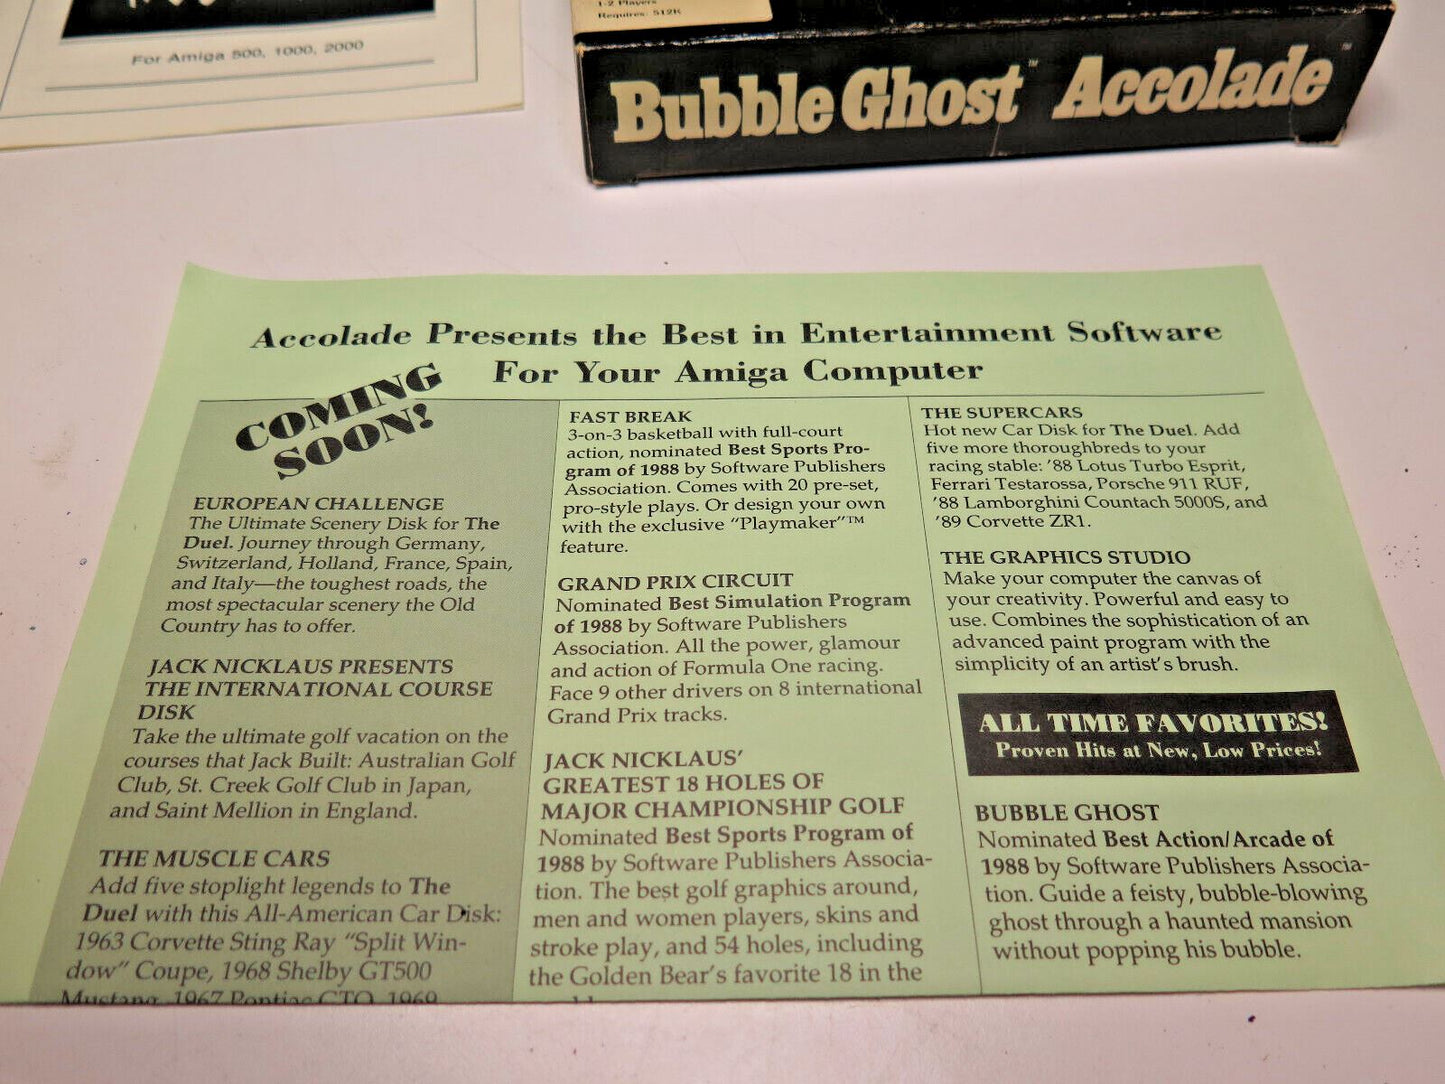 For Amiga 500, 1000, 2000
1-2 Players
Requires: 512K
Bubble Ghost™ Accolade™
Accolade Presents the Best in Entertainment Software
For Your Amiga Computer
COMING
SOON!
EUROPEAN CHALLENGE
The Ultimate Scenery Disk for The
Duel. Journey through Germany,
Switzerland, Holland, France, Spain,
and Italy—the toughest roads, the
most spectacular scenery the Old
Country has to offer.
JACK NICKLAUS PRESENTS
THE INTERNATIONAL COURSE
DISK
Take the ultimate golf vacation on the
courses that Jack Built: Australian Golf
Club, St. Creek Golf Club in Japan,
and Saint Mellion in England.
THE MUSCLE CARS
Add five stoplight legends to The
Duel with this All-American Car Disk:
1963 Corvette Sting Ray “Split Win-
dow” Coupe, 1968 Shelby GT500
Mustang, 1967 Pontiac GTO, 1969
FAST BREAK
3-on-3 basketball with full-court
action, nominated Best Sports Pro-
gram of 1988 by Software Publishers
Association. Comes with 20 pre-set,
pro-style plays. Or design your own
with the exclusive “Playmaker”™
feature.
GRAND PRIX CIRCUIT
Nominated Best Simulation Program
of 1988 by Software Publishers
Association. All the power, glamour
and action of Formula One racing.
Face 9 other drivers on 8 international
Grand Prix tracks.
JACK NICKLAUS’
GREATEST 18 HOLES OF
MAJOR CHAMPIONSHIP GOLF
Nominated Best Sports Program of
1988 by Software Publishers Associa-
tion. The best golf graphics around,
men and women players, skins and
stroke play, and 54 holes, including
the Golden Bear’s favorite 18 in the
THE SUPERCARS
Hot new Car Disk for The Duel. Add
five more thoroughbreds to your
racing stable: ’88 Lotus Turbo Esprit,
Ferrari Testarossa, Porsche 911 RUF,
’88 Lamborghini Countach 5000S, and
’89 Corvette ZR1.
THE GRAPHICS STUDIO
Make your computer the canvas of
your creativity. Powerful and easy to
use. Combines the sophistication of an
advanced paint program with the
simplicity of an artist’s brush.
ALL TIME FAVORITES!
Proven Hits at New, Low Prices!
BUBBLE GHOST
Nominated Best Action/Arcade of
1988 by Software Publishers Associa-
tion. Guide a feisty, bubble-blowing
ghost through a haunted mansion
without popping his bubble.